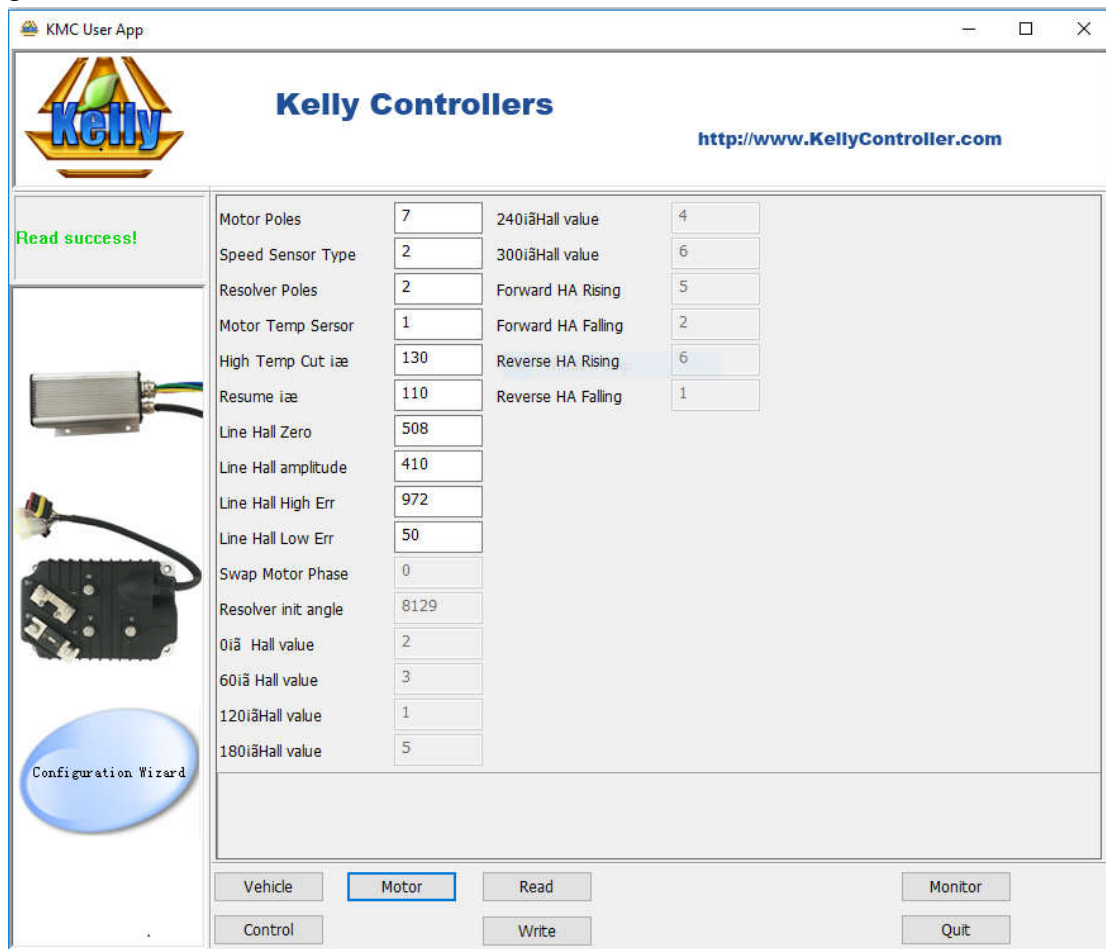 KMC User App
Kelly
Kelly Controllers
http://www.KellyController.com
Read success!
Motor Poles 7 240iãHall value 4
Speed Sensor Type 2 300iãHall value 6
Resolver Poles 2 Forward HA Rising 5
Motor Temp Sersor 1 Forward HA Falling 2
High Temp Cut iæ 130 Reverse HA Rising 6
Resume iæ 110 Reverse HA Falling 1
Line Hall Zero 508
Line Hall amplitude 410
Line Hall High Err 972
Line Hall Low Err 50
Swap Motor Phase 0
Resolver init angle 8129
0iã Hall value 2
60iã Hall value 3
120iãHall value 1
180iãHall value 5
Configuration Wizard
Vehicle Motor Read Monitor
Control Write Quit